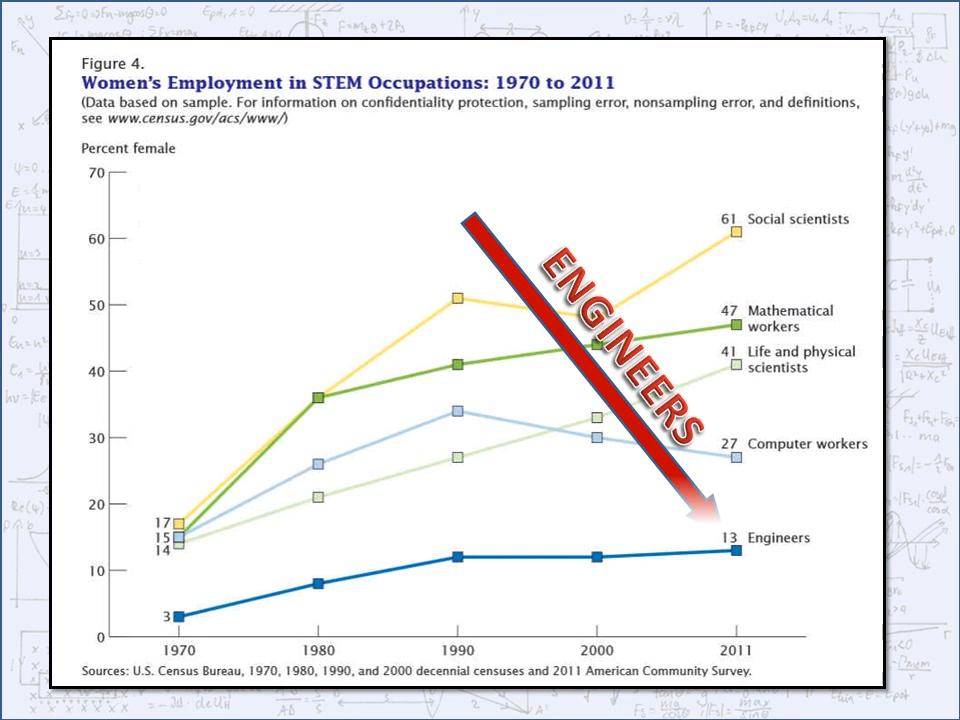 Figure 4.
Women's Employment in STEM Occupations: 1970 to 2011
(Data based on sample. For information on confidentiality protection, sampling error, nonsampling error, and definitions,
see www.census.gov/acs/www/)
Percent female
70
60
50
40
30
20
10
0
17
15
14
3
ENGINEERS
61 Social scientists
47 Mathematical
workers
41 Life and physical
scientists
27 Computer workers
13 Engineers
1970 1980 1990 2000 2011
Sources: U.S. Census Bureau, 1970, 1980, 1990, and 2000 decennial censuses and 2011 American Community Survey.